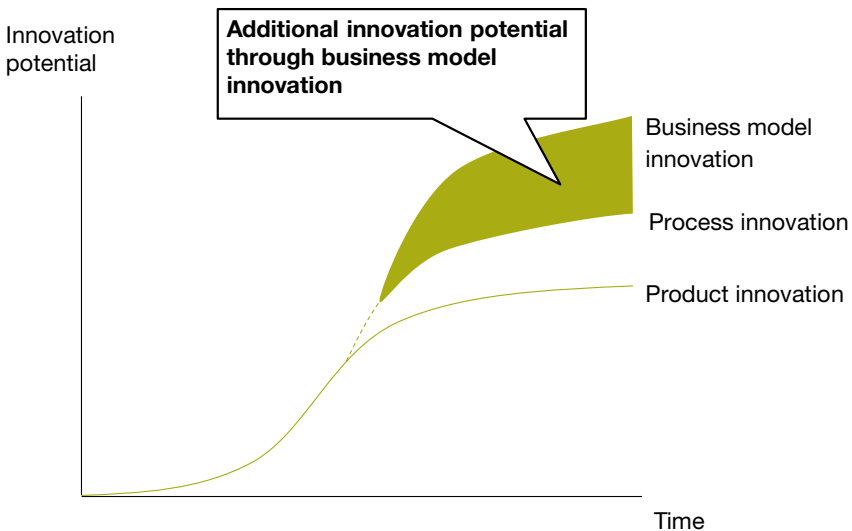 Innovation
potential
Additional innovation potential
through business model
innovation
Business model
innovation
Process innovation
Product innovation
Time